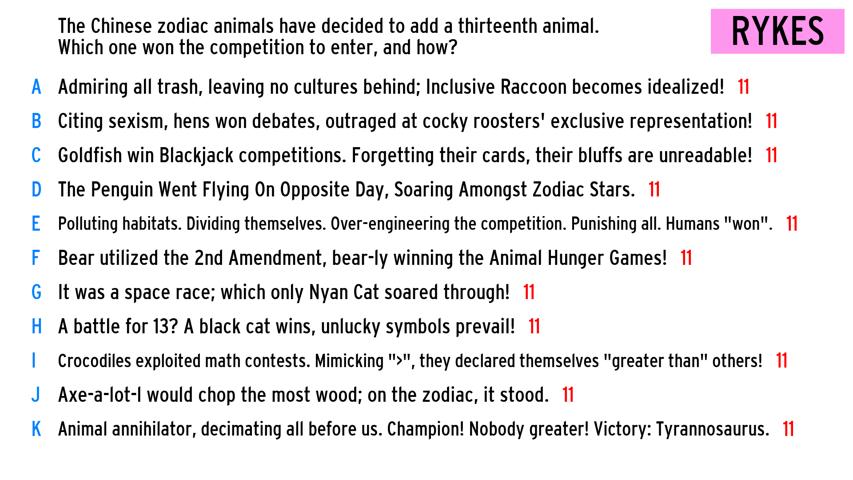 The Chinese zodiac animals have decided to add a thirteenth animal.
Which one won the competition to enter, and how?
RYKES
A Admiring all trash, leaving no cultures behind; Inclusive Raccoon becomes idealized! 11
B Citing sexism, hens won debates, outraged at cocky roosters' exclusive representation! 11
C Goldfish win Blackjack competitions. Forgetting their cards, their bluffs are unreadable! 11
D The Penguin Went Flying On Opposite Day, Soaring Amongst Zodiac Stars. 11
E Polluting habitats. Dividing themselves. Over-engineering the competition. Punishing all. Humans "won". 11
F Bear utilized the 2nd Amendment, bear-ly winning the Animal Hunger Games! 11
G It was a space race; which only Nyan Cat soared through! 11
H A battle for 13? A black cat wins, unlucky symbols prevail! 11
I Crocodiles exploited math contests. Mimicking ">", they declared themselves "greater than" others! 11
J Axe-a-lot-l would chop the most wood; on the zodiac, it stood. 11
K Animal annihilator, decimating all before us. Champion! Nobody greater! Victory: Tyrannosaurus. 11